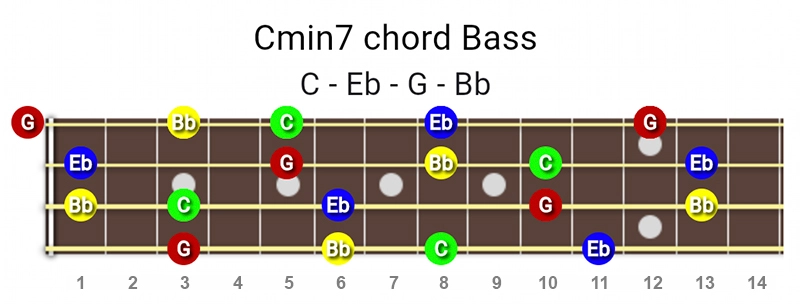 Cmin7 chord Bass
C - Eb - G - Bb
G Bb C Eb G
Eb G Bb C Eb
Bb C Eb G Bb
G Bb C Eb
1 2 3 4 5 6 7 8 9 10 11 12 13 14